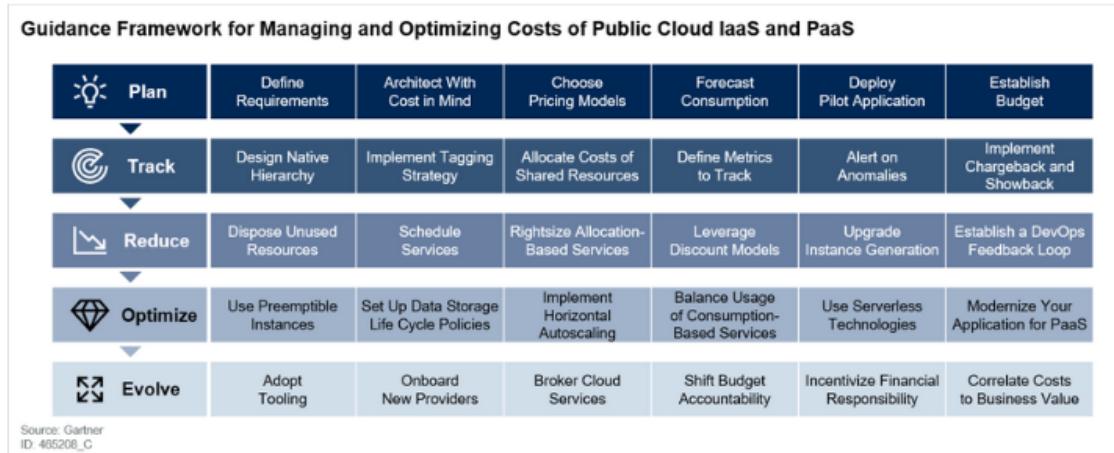 Guidance Framework for Managing and Optimizing Costs of Public Cloud IaaS and PaaS
Plan
Define
Requirements
Architect With
Cost in Mind
Choose
Pricing Models
Forecast
Consumption
Deploy
Pilot Application
Establish
Budget
Track
Design Native
Hierarchy
Implement Tagging
Strategy
Allocate Costs of
Shared Resources
Define Metrics
to Track
Alert on
Anomalies
Implement
Chargeback and
Showback
Reduce
Dispose Unused
Resources
Schedule
Services
Rightsize Allocation-
Based Services
Leverage
Discount Models
Upgrade
Instance Generation
Establish a DevOps
Feedback Loop
Optimize
Use Preemptible
Instances
Set Up Data Storage
Life Cycle Policies
Implement
Horizontal
Autoscaling
Balance Usage
of Consumption-
Based Services
Use Serverless
Technologies
Modernize Your
Application for PaaS
Evolve
Adopt
Tooling
Onboard
New Providers
Broker Cloud
Services
Shift Budget
Accountability
Incentivize Financial
Responsibility
Correlate Costs
to Business Value
Source: Gartner
ID: 465208_C